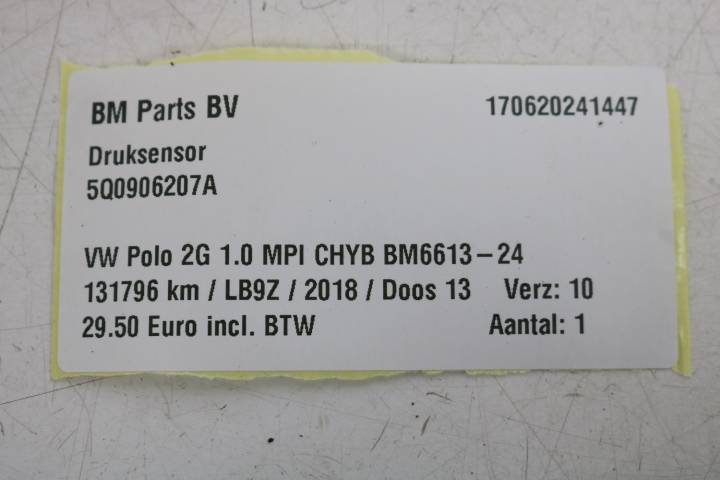 BM Parts BV 170620241447
Druksensor
5Q0906207A
VW Polo 2G 1.0 MPI CHYB BM6613-24
131796 km / LB9Z / 2018 / Doos 13 Verz: 10
29.50 Euro incl. BTW Aantal: 1